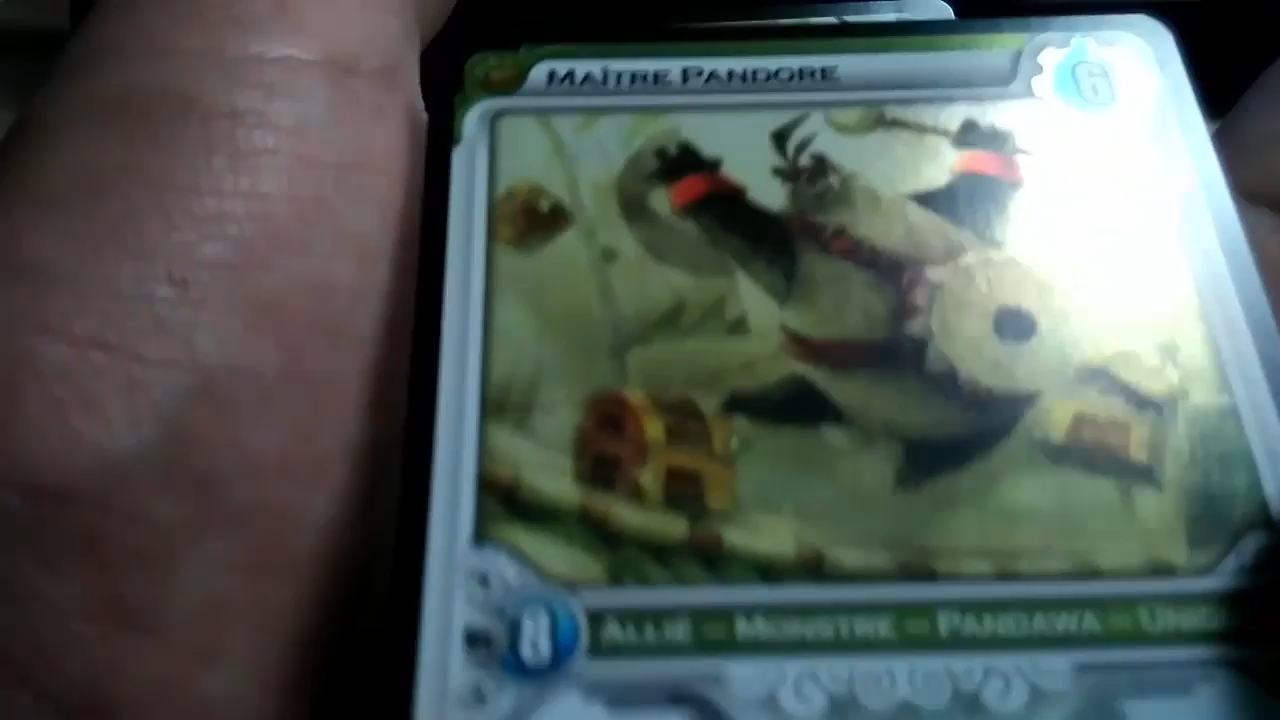 MAÎTRE PANDORE
6
8 ALLIÉ – MONSTRE – PANDAWA –